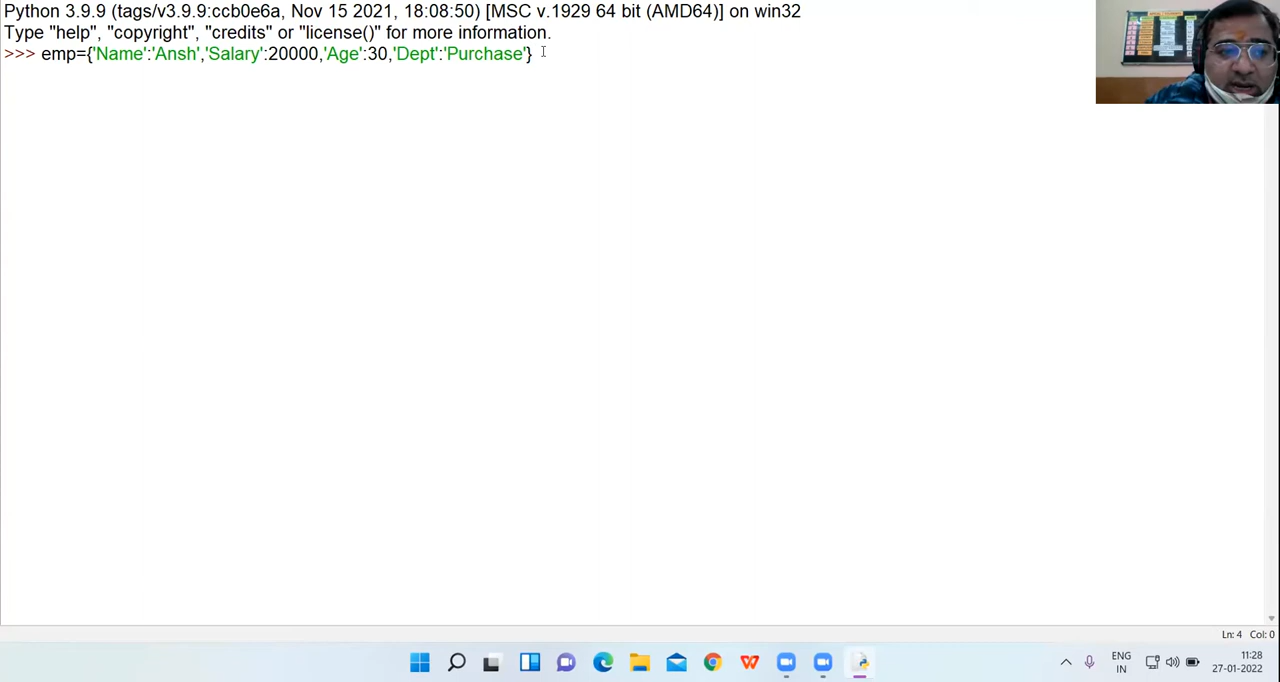 Python 3.9.9 (tags/v3.9.9:ccb0e6a, Nov 15 2021, 18:08:50) [MSC v.1929 64 bit (AMD64)] on win32
Type "help", "copyright", "credits" or "license()" for more information.
>>> emp={'Name':'Ansh','Salary':20000,'Age':30,'Dept':'Purchase'}
Ln: 4 Col: 0
ENG
IN
11:28
27-01-2022